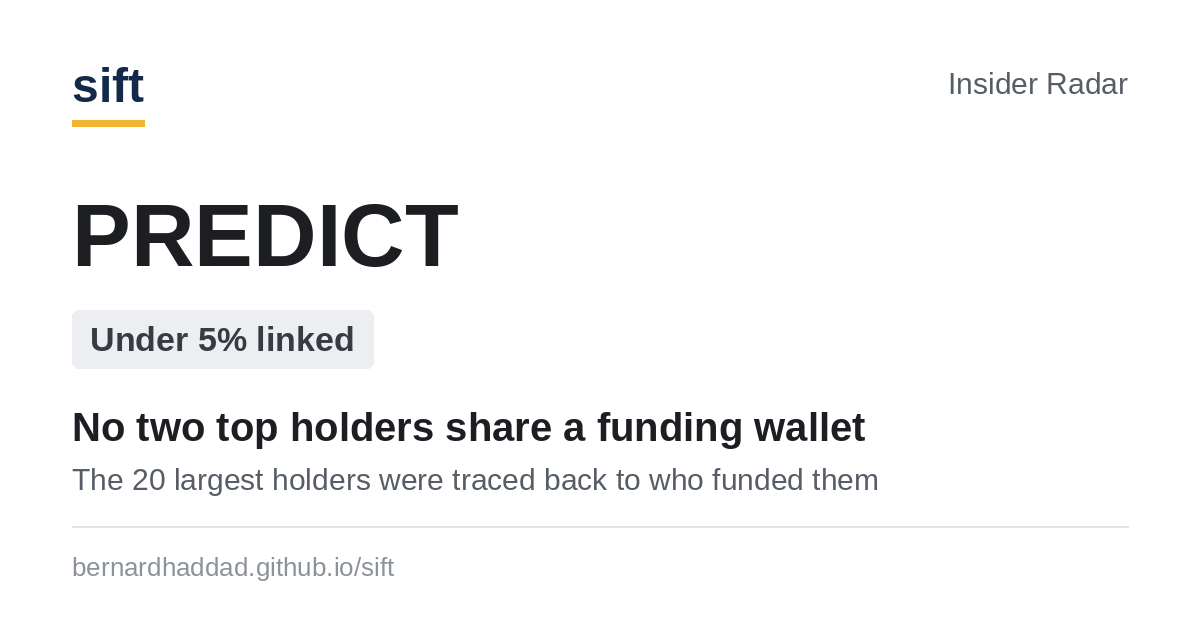 sift
Insider Radar
PREDICT
Under 5% linked
No two top holders share a funding wallet
The 20 largest holders were traced back to who funded them
bernardhaddad.github.io/sift